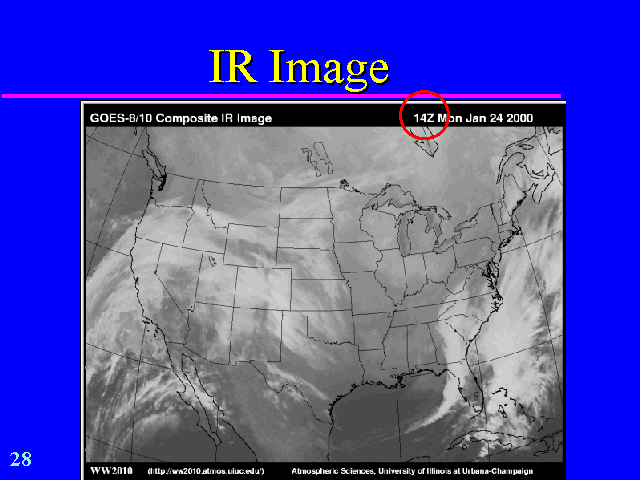 IR Image
GOES-8/10 Composite IR Image 14Z Mon Jan 24 2000
28
WW2010 (http://ww2010.atmos.uiuc.edu/) Atmospheric Sciences, University of Illinois at Urbana-Champaign